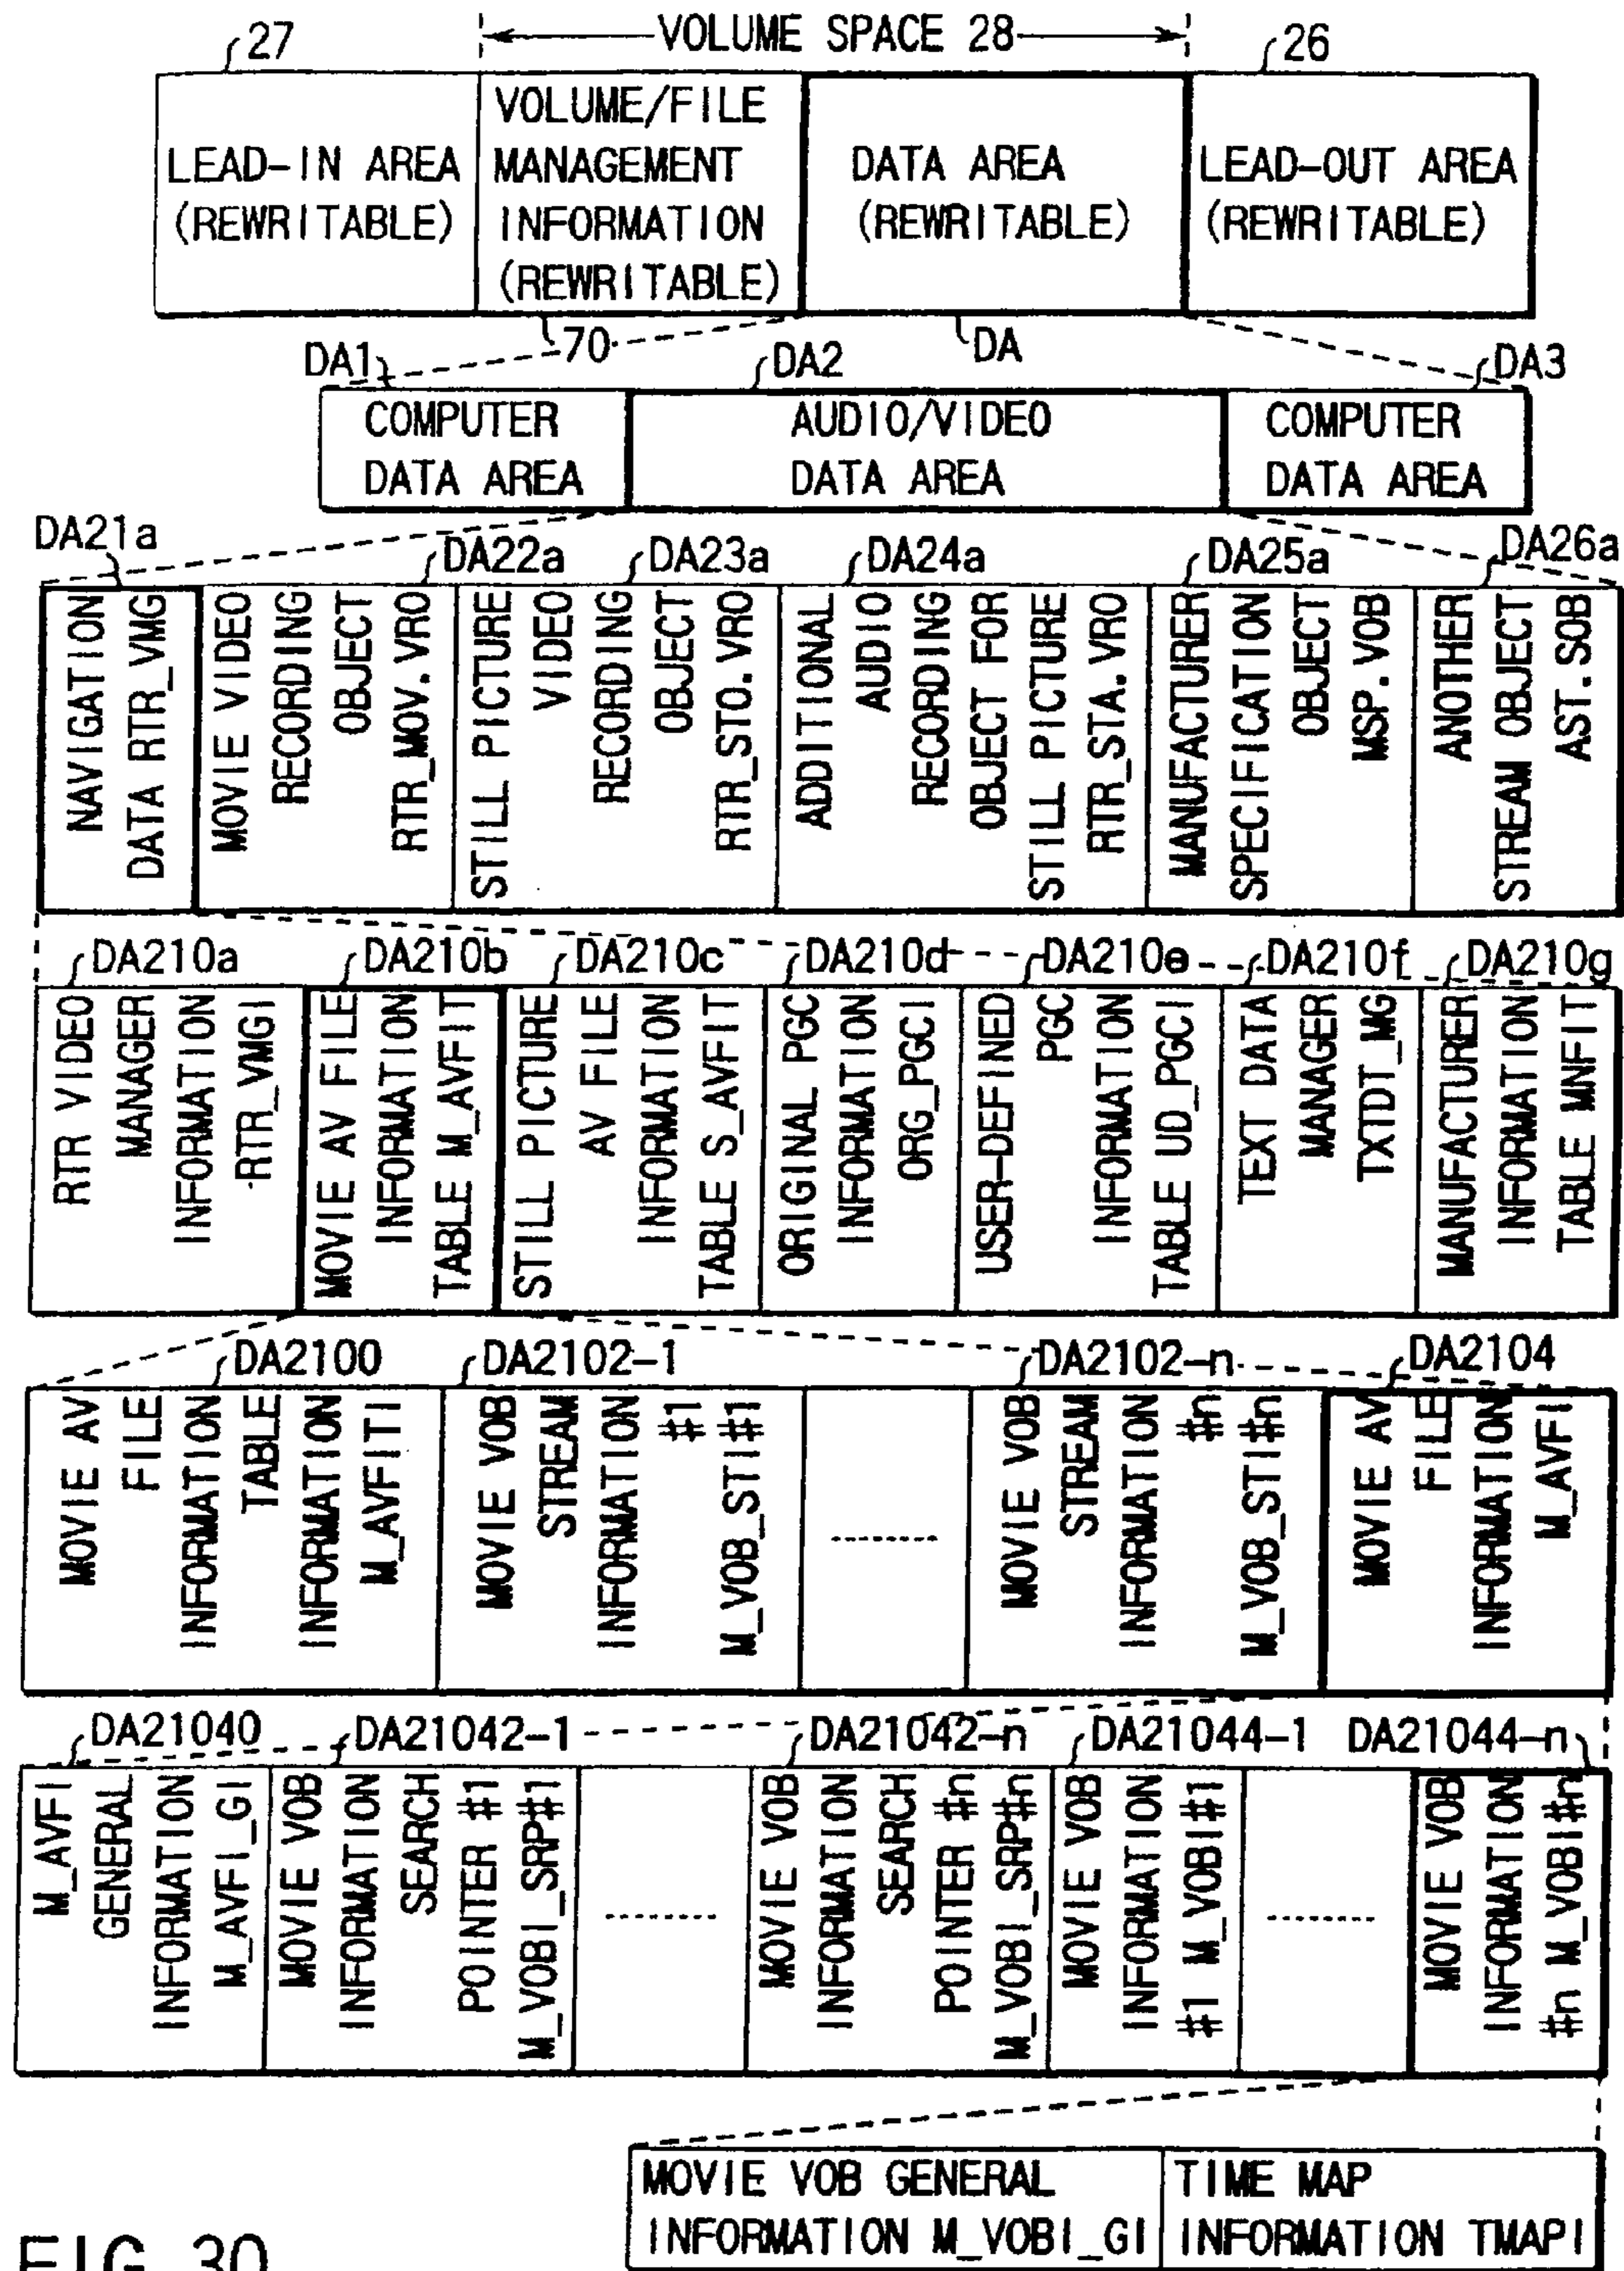 27
VOLUME SPACE 28
26
LEAD-IN AREA
(REWRITABLE)
VOLUME/FILE
MANAGEMENT
INFORMATION
(REWRITABLE)
DATA AREA
(REWRITABLE)
LEAD-OUT AREA
(REWRITABLE)
70
DA
DA1
DA2
DA3
COMPUTER
DATA AREA
AUDIO/VIDEO
DATA AREA
COMPUTER
DATA AREA
DA21a
DA22a
DA23a
DA24a
DA25a
DA26a
NAVIGATION
DATA RTR_VMG
MOVIE VIDEO
RECORDING
OBJECT
RTR_MOV.VRO
STILL PICTURE
VIDEO
RECORDING
OBJECT
RTR_STO.VRO
ADDITIONAL
AUDIO
RECORDING
OBJECT FOR
STILL PICTURE
RTR_STA.VRO
MANUFACTURER
SPECIFICATION
OBJECT
MSP.VOB
ANOTHER
STREAM OBJECT
AST.SOB
DA210a
DA210b
DA210c
DA210d
DA210e
DA210f
DA210g
RTR VIDEO
MANAGER
INFORMATION
RTR_VMGI
MOVIE AV FILE
INFORMATION
TABLE M_AVFIT
STILL PICTURE
AV FILE
INFORMATION
TABLE S_AVFIT
ORIGINAL PGC
INFORMATION
ORG_PGCI
USER-DEFINED
PGC
INFORMATION
TABLE UD_PGCI
TEXT DATA
MANAGER
TXTDT_MG
MANUFACTURER
INFORMATION
TABLE MNFIT
DA2100
DA2102-1
DA2102-n
DA2104
MOVIE AV
FILE
INFORMATION
TABLE
INFORMATION
M_AVFITI
MOVIE VOB
STREAM
INFORMATION
#1
M_VOB_STI#1
MOVIE VOB
STREAM
INFORMATION
#n
M_VOB_STI#n
MOVIE AV
FILE
INFORMATION
M_AVFI
DA21040
DA21042-1
DA21042-n
DA21044-1
DA21044-n
M_AVFI
GENERAL
INFORMATION
M_AVFI_GI
MOVIE VOB
INFORMATION
SEARCH
POINTER #1
M_VOBI_SRP#1
MOVIE VOB
INFORMATION
SEARCH
POINTER #n
M_VOBI_SRP#n
MOVIE VOB
INFORMATION
#1 M_VOBI#1
MOVIE VOB
INFORMATION
#n M_VOBI#n
MOVIE VOB GENERAL
INFORMATION M_VOBI_GI
TIME MAP
INFORMATION TMAPI
FIG. 30